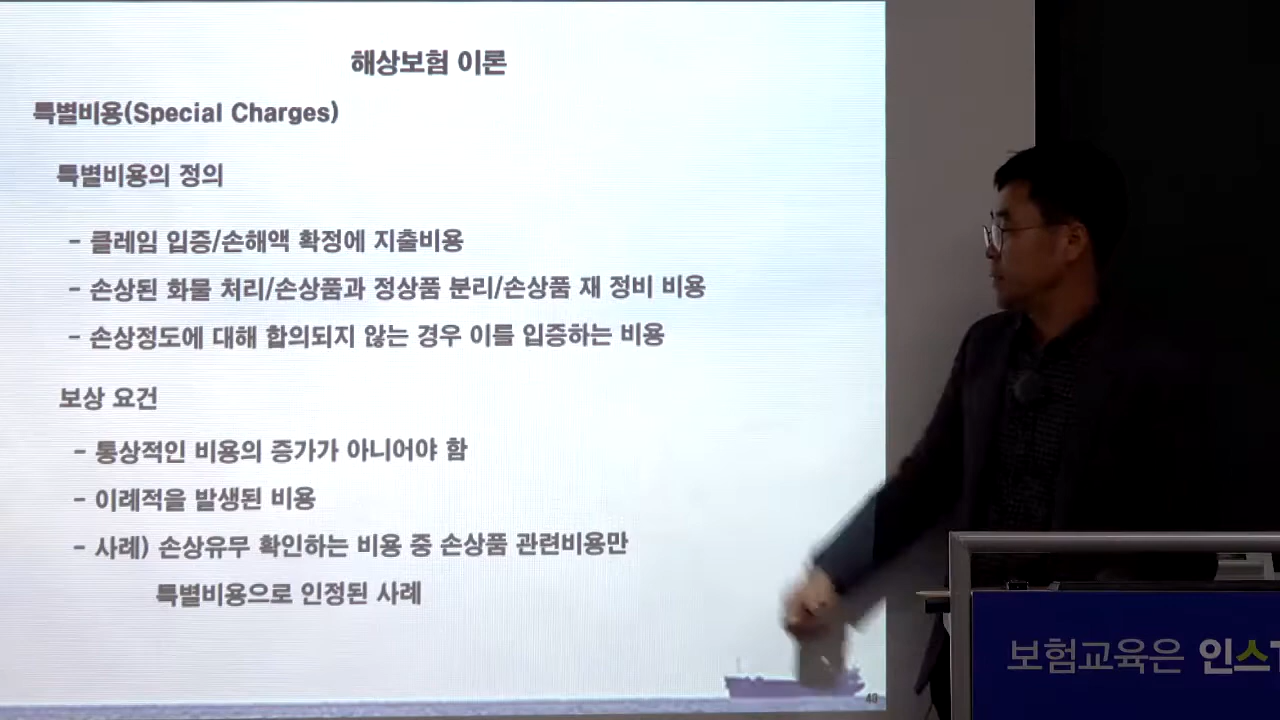 해상보험 이론
특별비용(Special Charges)
특별비용의 정의
- 클레임 입증/손해액 확정에 지출비용
- 손상된 화물 처리/손상품과 정상품 분리/손상품 재 정비 비용
- 손상정도에 대해 합의되지 않는 경우 이틀 입증하는 비용
보상 요건
- 통상적인 비용의 증가가 아니어야 함
- 이례적을 발생된 비용
- 사례) 손상유무 확인하는 비용 중 손상품 관련비용만
특별비용으로 인정된 사례
43
보험교육은 인스